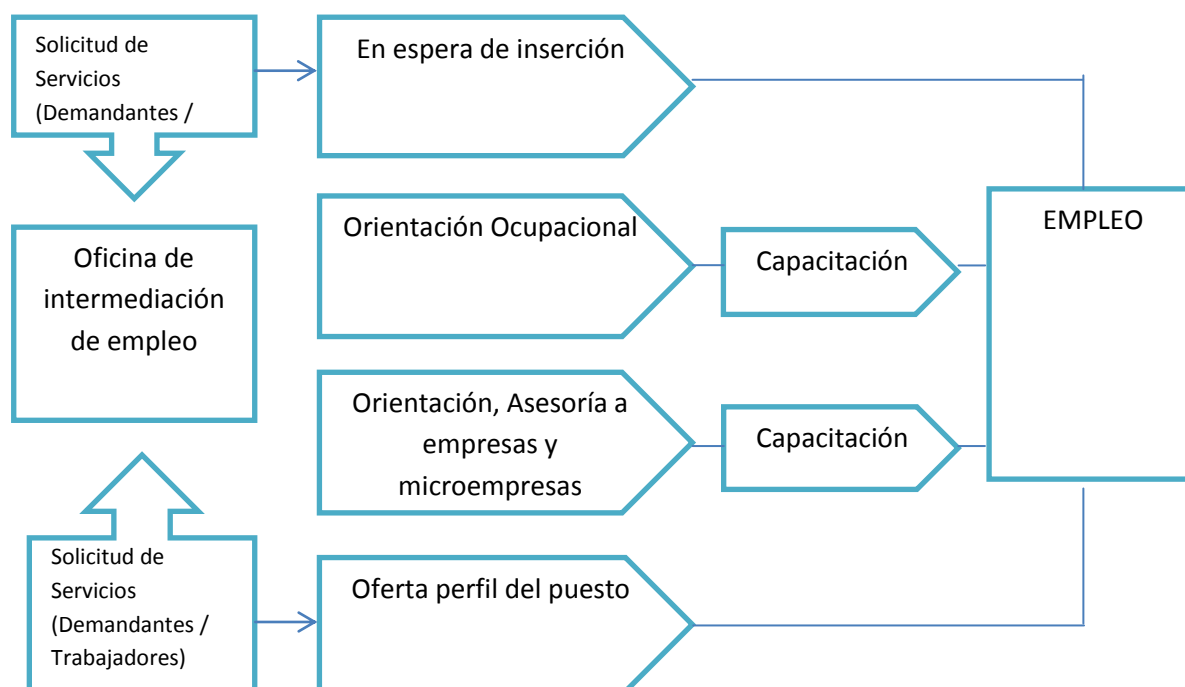 Solicitud de
Servicios
(Demandantes /
En espera de inserción
Orientación Ocupacional
Capacitación
EMPLEO
Oficina de
intermediación
de empleo
Orientación, Asesoría a
empresas y
microempresas
Capacitación
Solicitud de
Servicios
(Demandantes /
Trabajadores)
Oferta perfil del puesto